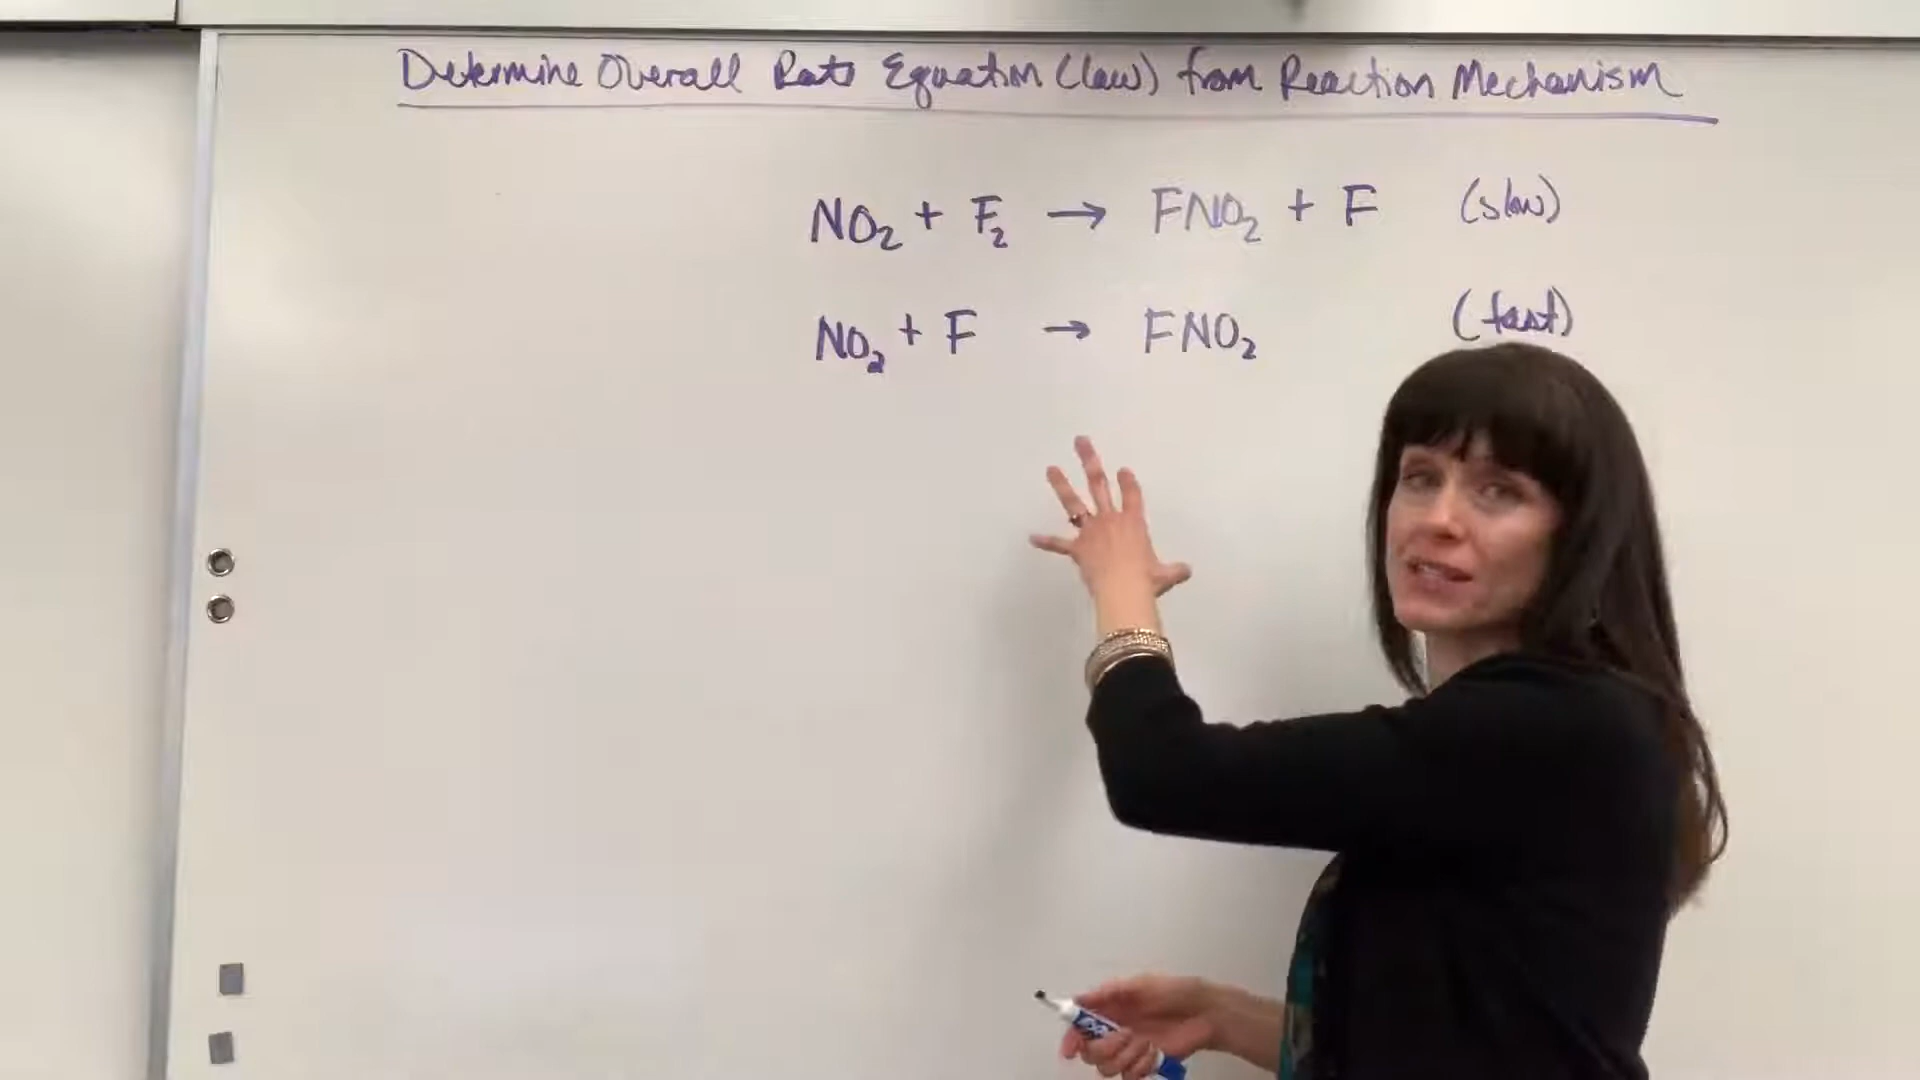 Determine Overall Rate Equation (law) from Reaction Mechanism
NO₂ + F₂ → FNO₂ + F (slow)
NO₂ + F → FNO₂ (fast)